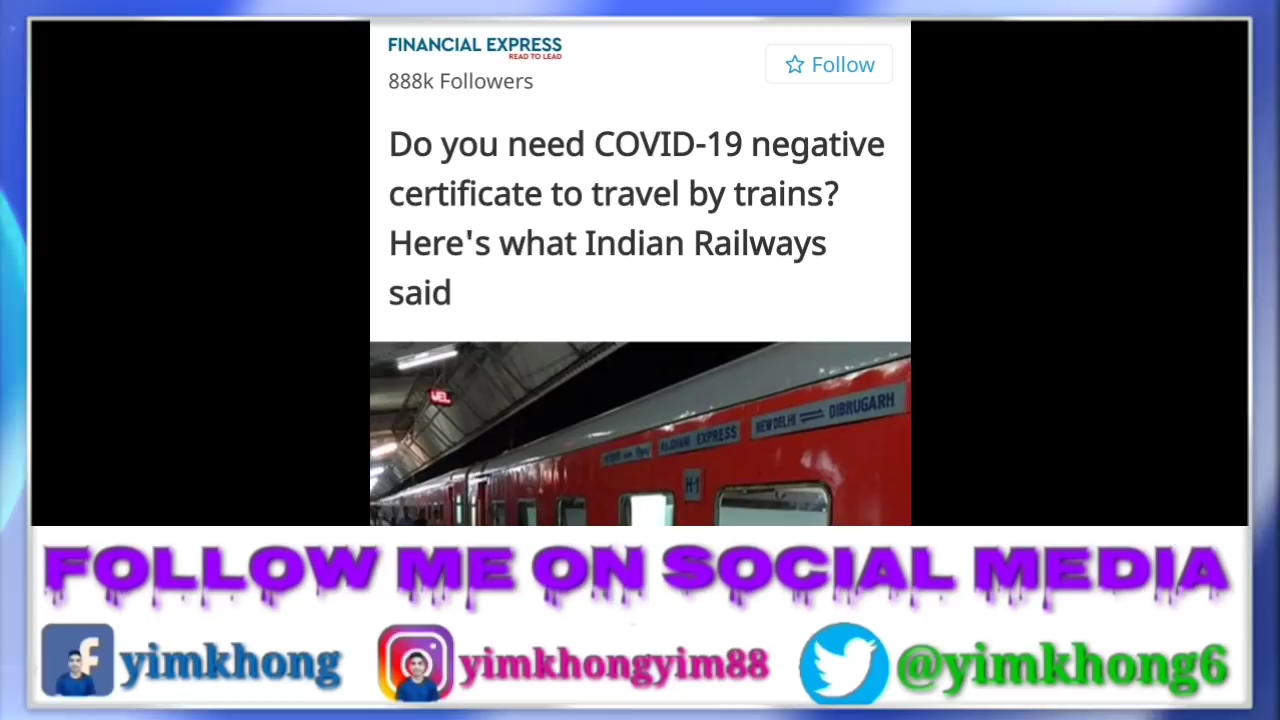 FINANCIAL EXPRESS
READ TO LEAD
888k Followers
Follow
Do you need COVID-19 negative
certificate to travel by trains?
Here's what Indian Railways
said
RAJDHANI EXPRESS
NEW DELHI DIBRUGARH
H-1
FOLLOW ME ON SOCIAL MEDIA
yimkhong
yimkhongyim88
@yimkhong6